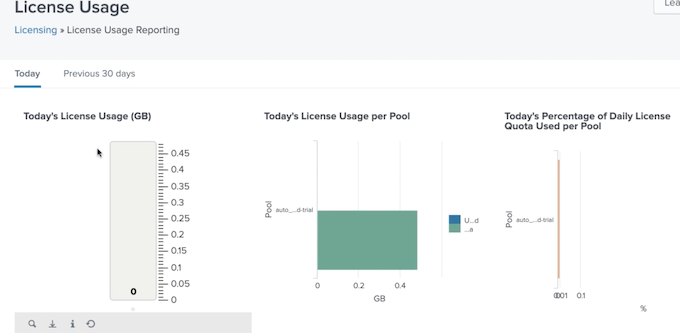 License Usage
Lea
Licensing » License Usage Reporting
Today
Previous 30 days
Today's License Usage (GB)
0.45
0.4
0.35
0.3
0.25
0.2
0.15
0.1
0.05
0
0
Today's License Usage per Pool
Pool
auto_...d-trial
U...d
...a
0
0.2
0.4
GB
Today's Percentage of Daily License
Quota Used per Pool
Pool
auto_...d-trial
0.1
%